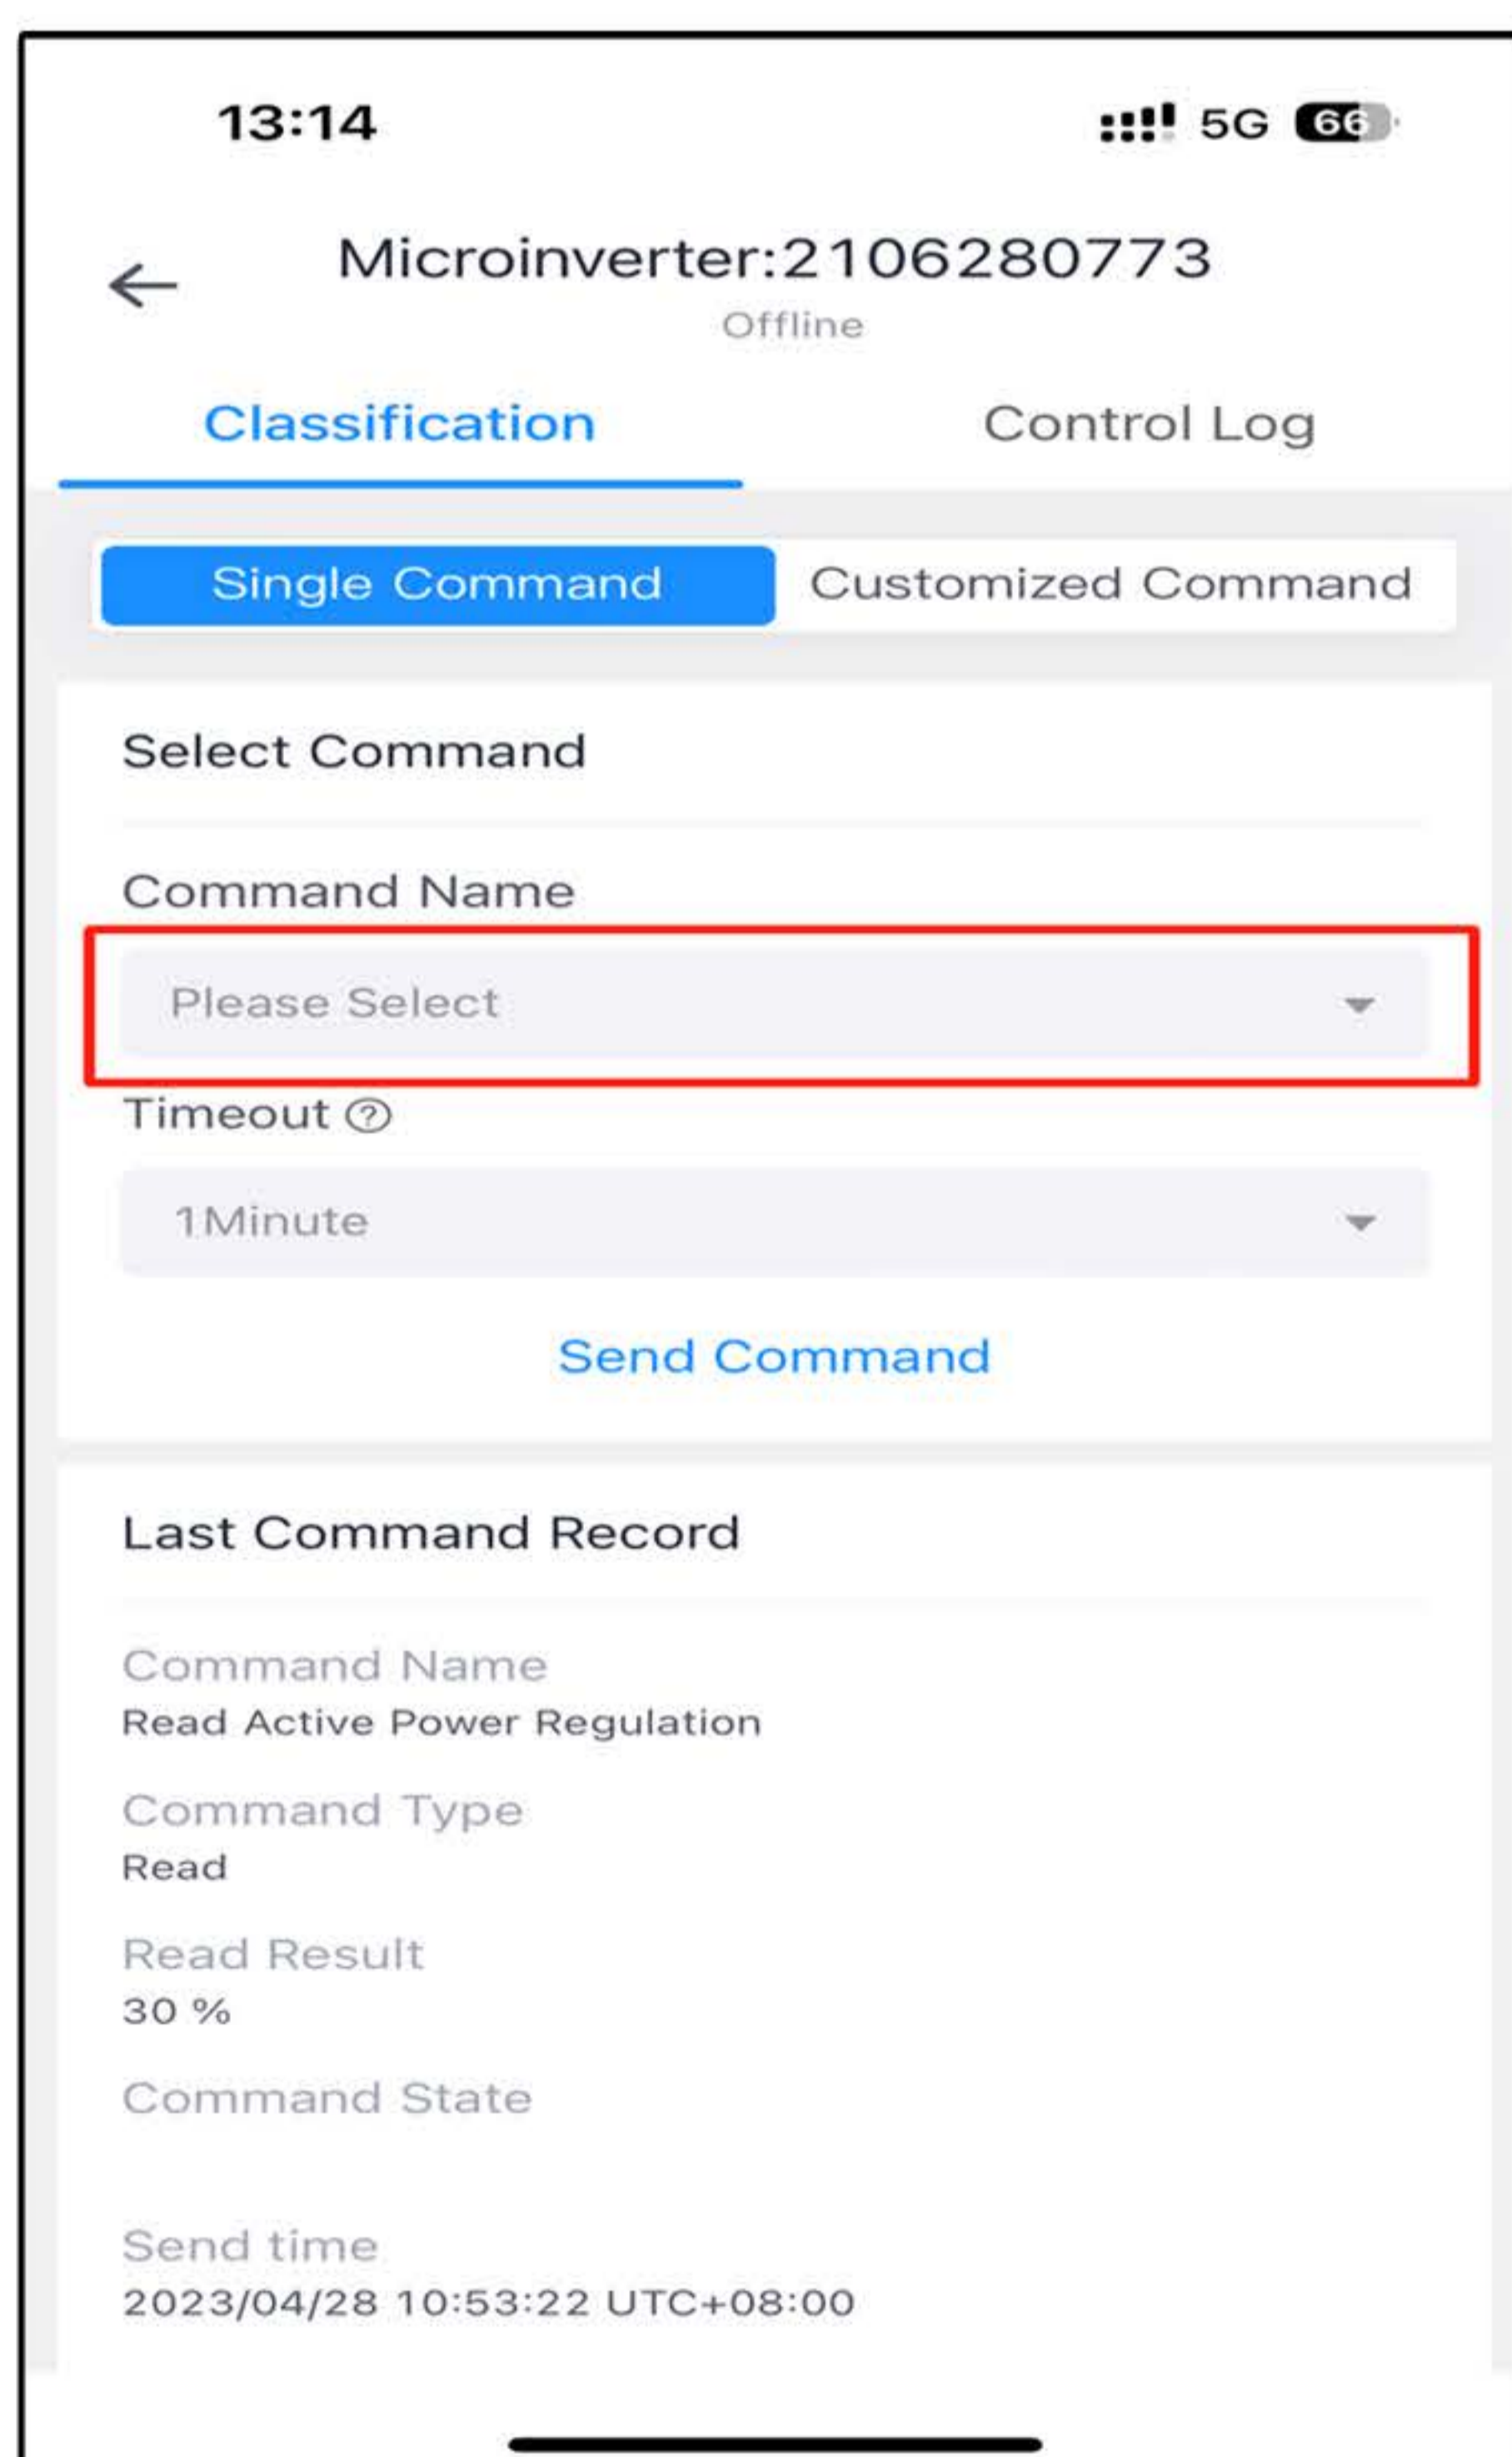 13:14 5G 66
Microinverter:2106280773
Offline
Classification Control Log
Single Command Customized Command
Select Command
Command Name
Please Select
Timeout ?
1Minute
Send Command
Last Command Record
Command Name
Read Active Power Regulation
Command Type
Read
Read Result
30 %
Command State
Send time
2023/04/28 10:53:22 UTC+08:00